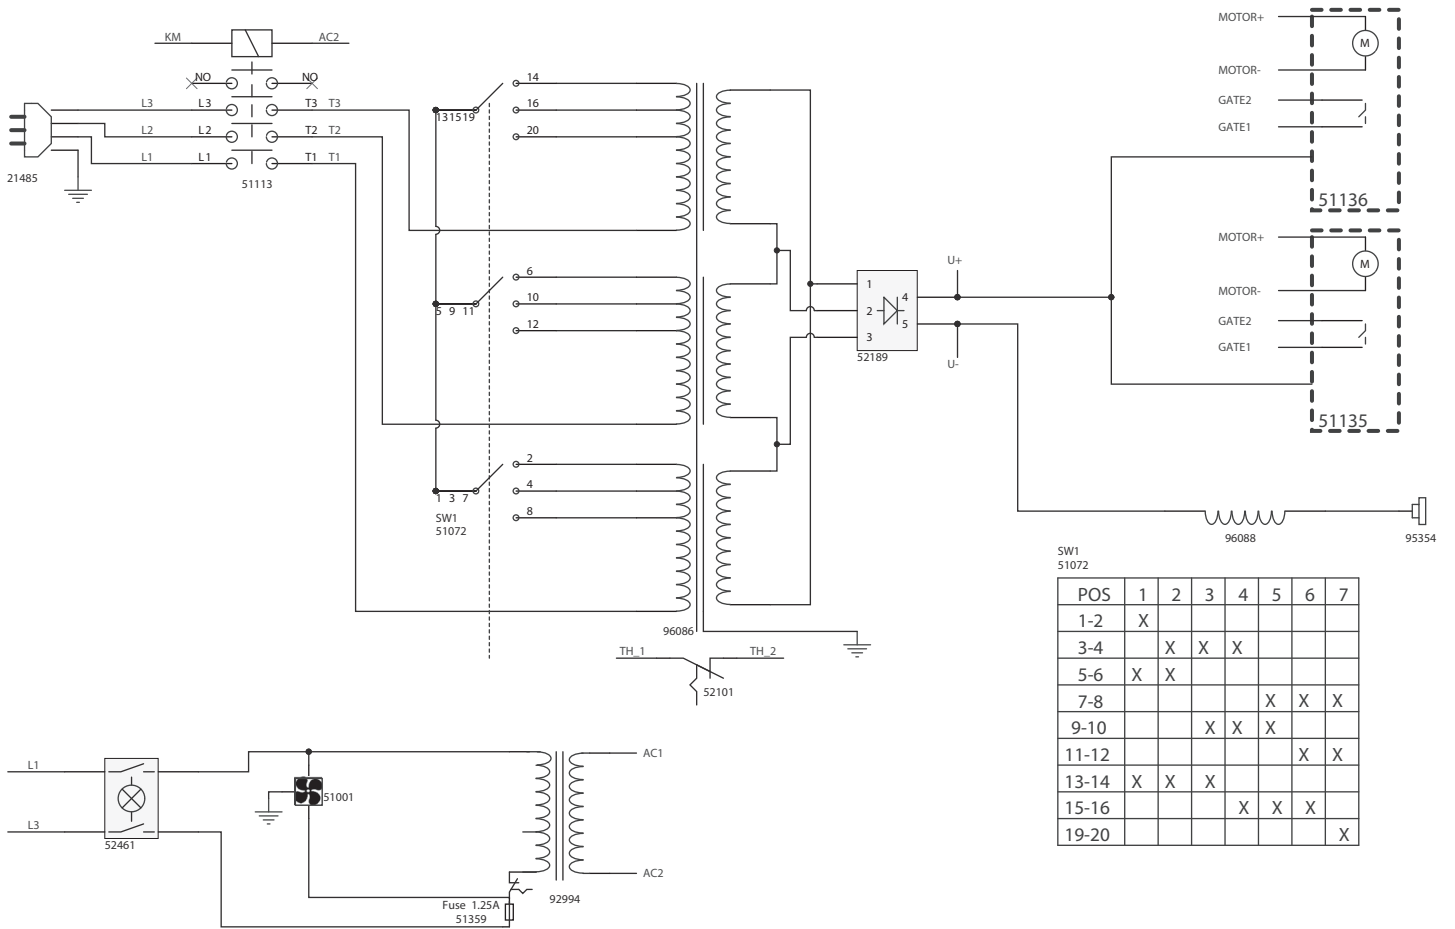 KM AC2
NO NO
L3 L3 T3 T3
L2 L2 T2 T2
L1 L1 T1 T1
21485
51113
14
131519 16
20
6
5 9 11 10
12
2
1 3 7 4
8
SW1
51072
96086
TH_1 TH_2
52101
1
2
3
4
5
52189
U+
U-
MOTOR+
M
MOTOR-
GATE2
GATE1
51136
MOTOR+
M
MOTOR-
GATE2
GATE1
51135
96088
95354
SW1
51072
POS 1 2 3 4 5 6 7
1-2 X
3-4 X X X
5-6 X X
7-8 X X X
9-10 X X X
11-12 X X
13-14 X X X
15-16 X X X
19-20 X
L1
L3
52461
51001
Fuse 1.25A
51359
92994
AC1
AC2